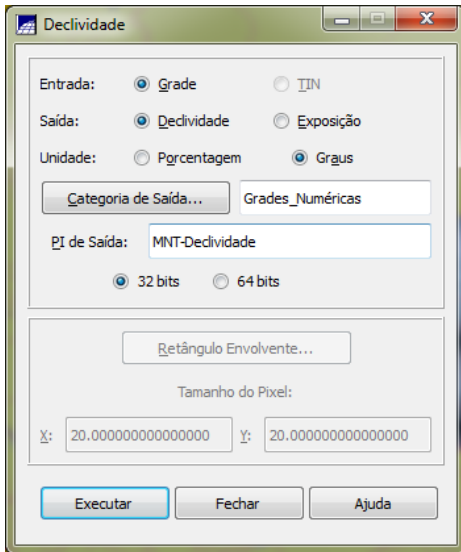 Declividade
Entrada: Grade TIN
Saída: Declividade Exposição
Unidade: Porcentagem Graus
Categoria de Saída... Grades_Numéricas
PI de Saída: MNT-Declividade
32 bits 64 bits
Retângulo Envolvente...
Tamanho do Pixel:
X: 20.000000000000000 Y: 20.000000000000000
Executar Fechar Ajuda